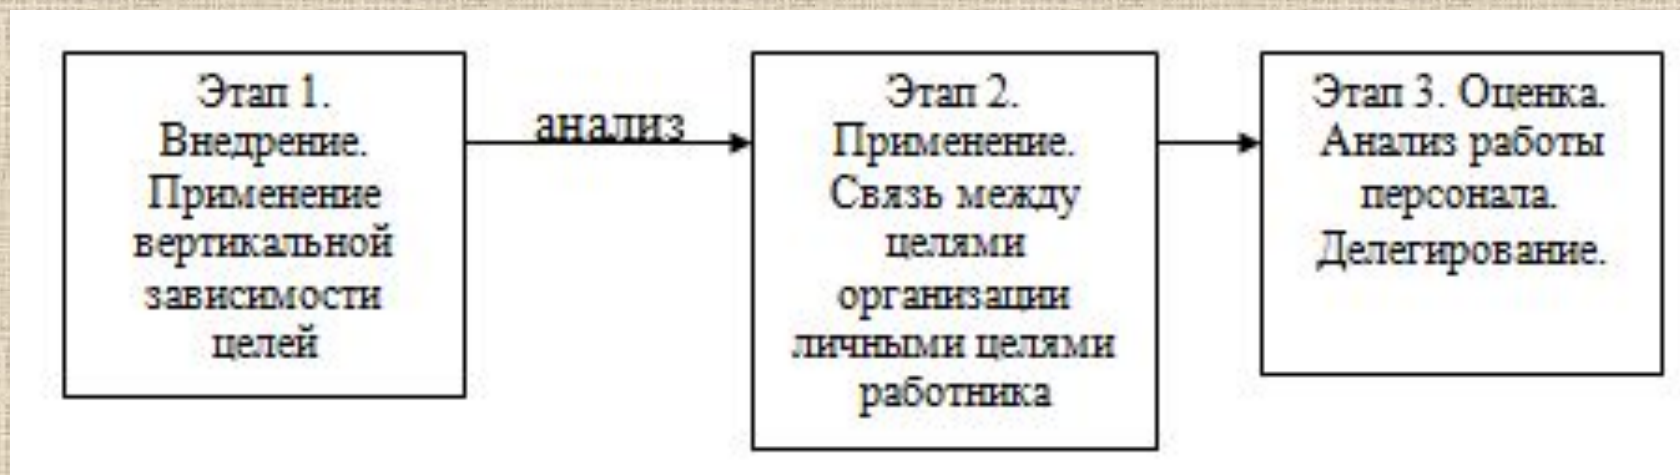 Этап 1.
Внедрение.
Применение
вертикальной
зависимости
целей
анализ
Этап 2.
Применение.
Связь между
целями
организации
личными целями
работника
Этап 3. Оценка.
Анализ работы
персонала.
Делегирование.